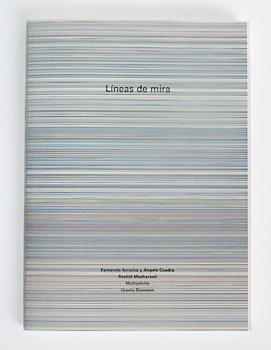 Líneas de mira
Fernando Arrocha y Ángela Cuadra
Rashid Masharawi
Multiplicity
Ursula Biemann